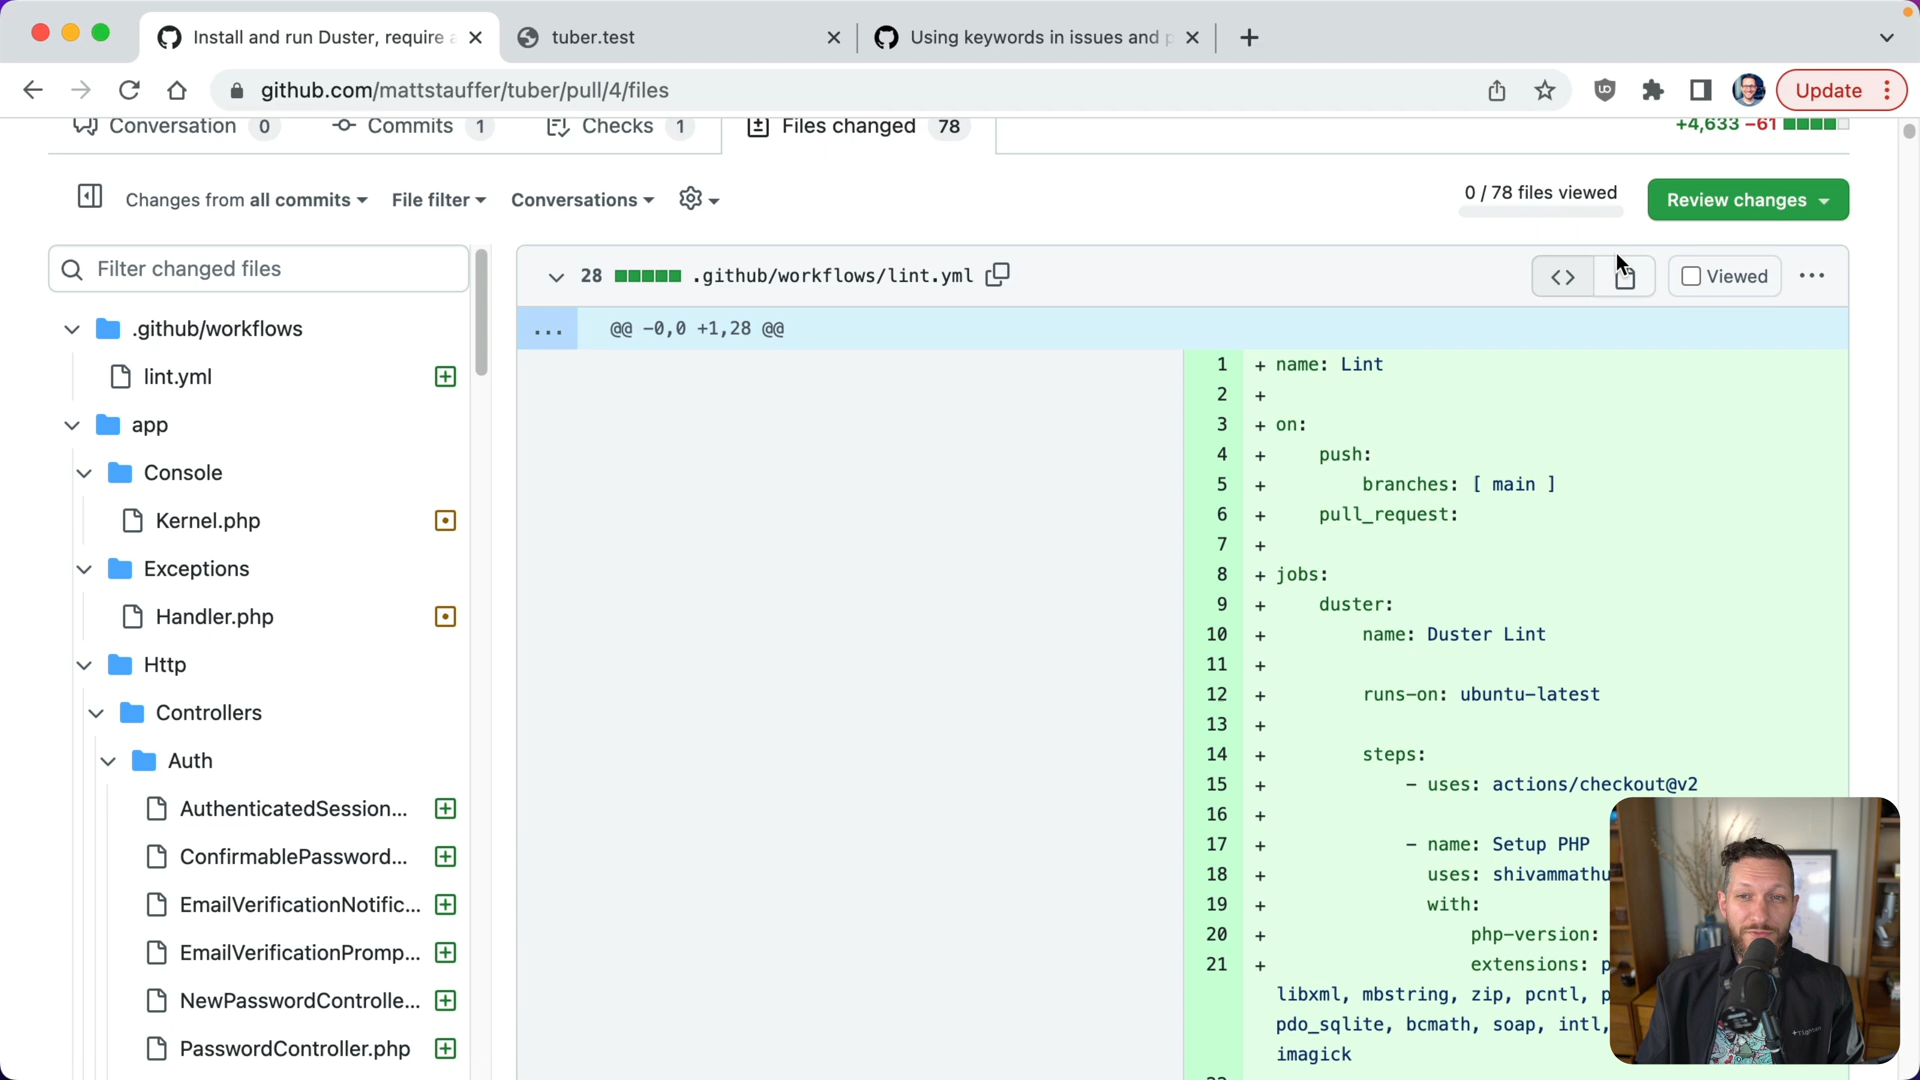 Install and run Duster, require a
tuber.test
Using keywords in issues and p
github.com/mattstauffer/tuber/pull/4/files
Update
Conversation 0
Commits 1
Checks 1
Files changed 78
+4,633 −61
Changes from all commits
File filter
Conversations
0 / 78 files viewed
Review changes
Filter changed files
.github/workflows
lint.yml
app
Console
Kernel.php
Exceptions
Handler.php
Http
Controllers
Auth
AuthenticatedSession...
ConfirmablePassword...
EmailVerificationNotific...
EmailVerificationPromp...
NewPasswordControlle...
PasswordController.php
28 .github/workflows/lint.yml
Viewed
... @@ -0,0 +1,28 @@
1 + name: Lint
2 +
3 + on:
4 + push:
5 + branches: [ main ]
6 + pull_request:
7 +
8 + jobs:
9 + duster:
10 + name: Duster Lint
11 +
12 + runs-on: ubuntu-latest
13 +
14 + steps:
15 + - uses: actions/checkout@v2
16 +
17 + - name: Setup PHP
18 + uses: shivammathu
19 + with:
20 + php-version:
21 + extensions: p
libxml, mbstring, zip, pcntl, p
pdo_sqlite, bcmath, soap, intl,
imagick
Tighten